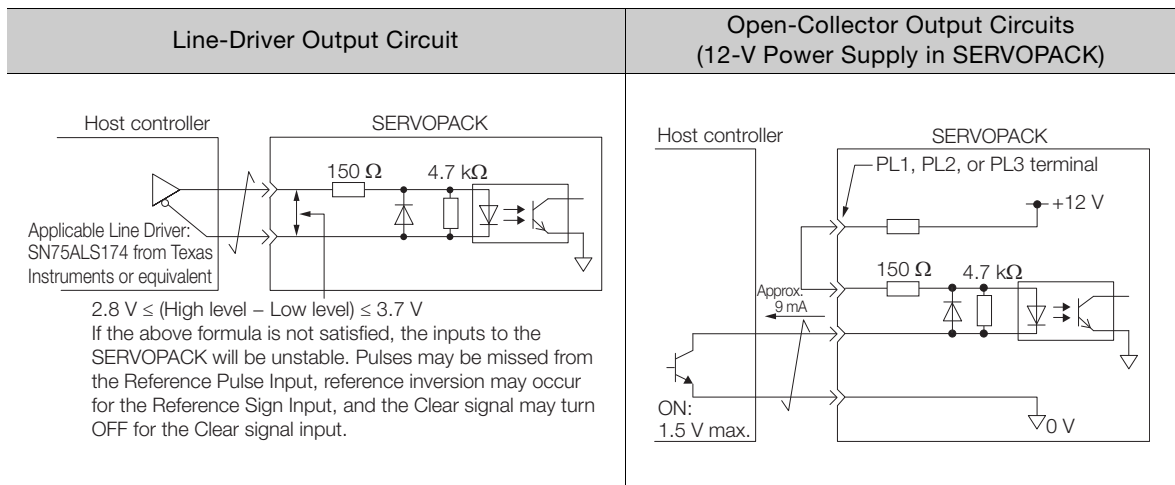 Line-Driver Output Circuit
Open-Collector Output Circuits
(12-V Power Supply in SERVOPACK)
Host controller
SERVOPACK
150 Ω
4.7 kΩ
Applicable Line Driver:
SN75ALS174 from Texas
Instruments or equivalent
2.8 V ≤ (High level – Low level) ≤ 3.7 V
If the above formula is not satisfied, the inputs to the
SERVOPACK will be unstable. Pulses may be missed from
the Reference Pulse Input, reference inversion may occur
for the Reference Sign Input, and the Clear signal may turn
OFF for the Clear signal input.
Host controller
SERVOPACK
PL1, PL2, or PL3 terminal
+12 V
150 Ω
4.7 kΩ
Approx.
9 mA
ON:
1.5 V max.
0 V